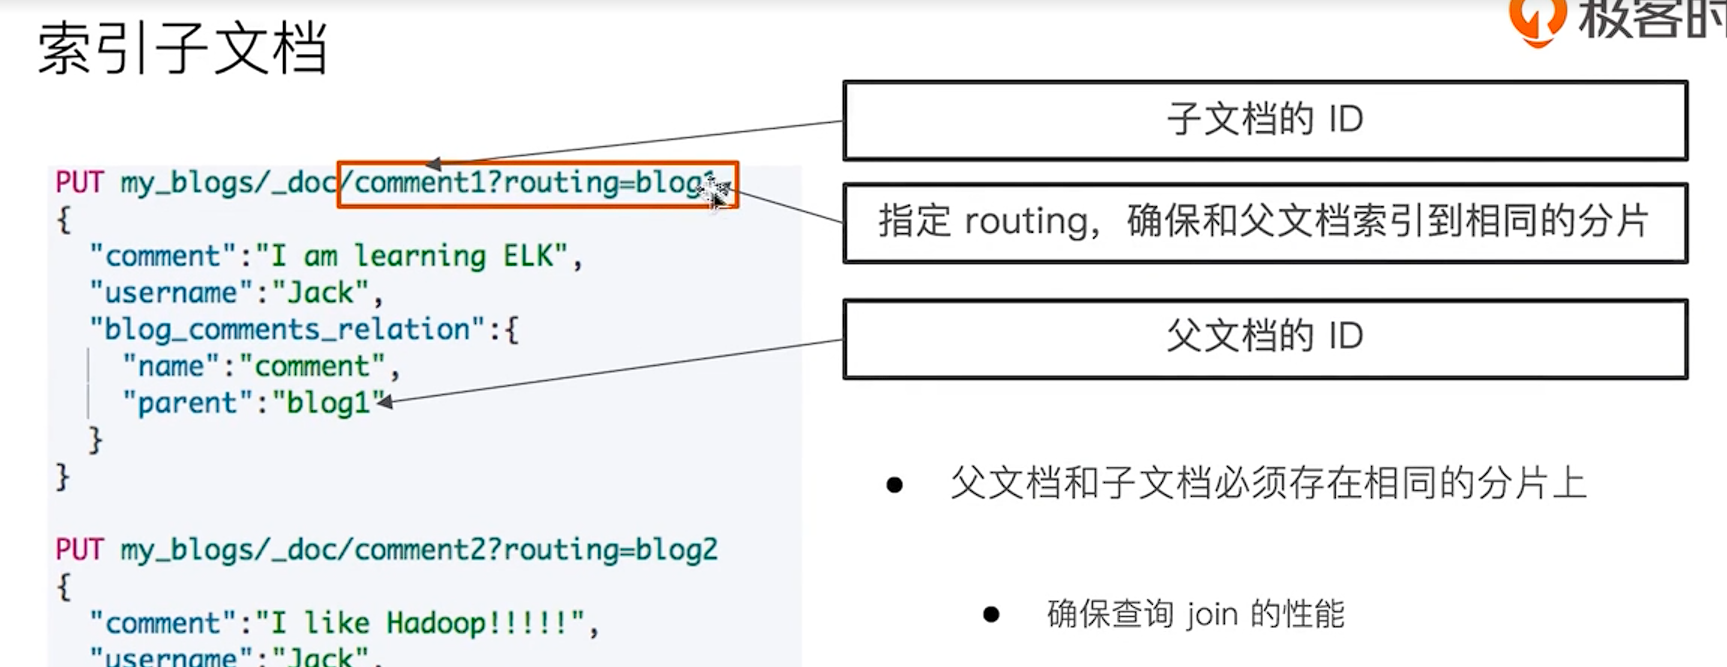 索引子文档
极客时
子文档的 ID
PUT my_blogs/_doc/comment1?routing=blog1
指定 routing，确保和父文档索引到相同的分片
{
"comment":"I am learning ELK",
"username":"Jack",
"blog_comments_relation":{
父文档的 ID
"name":"comment",
"parent":"blog1"
}
}
父文档和子文档必须存在相同的分片上
PUT my_blogs/_doc/comment2?routing=blog2
{
"comment":"I like Hadoop!!!!!",
确保查询 join 的性能
"username":"Jack",